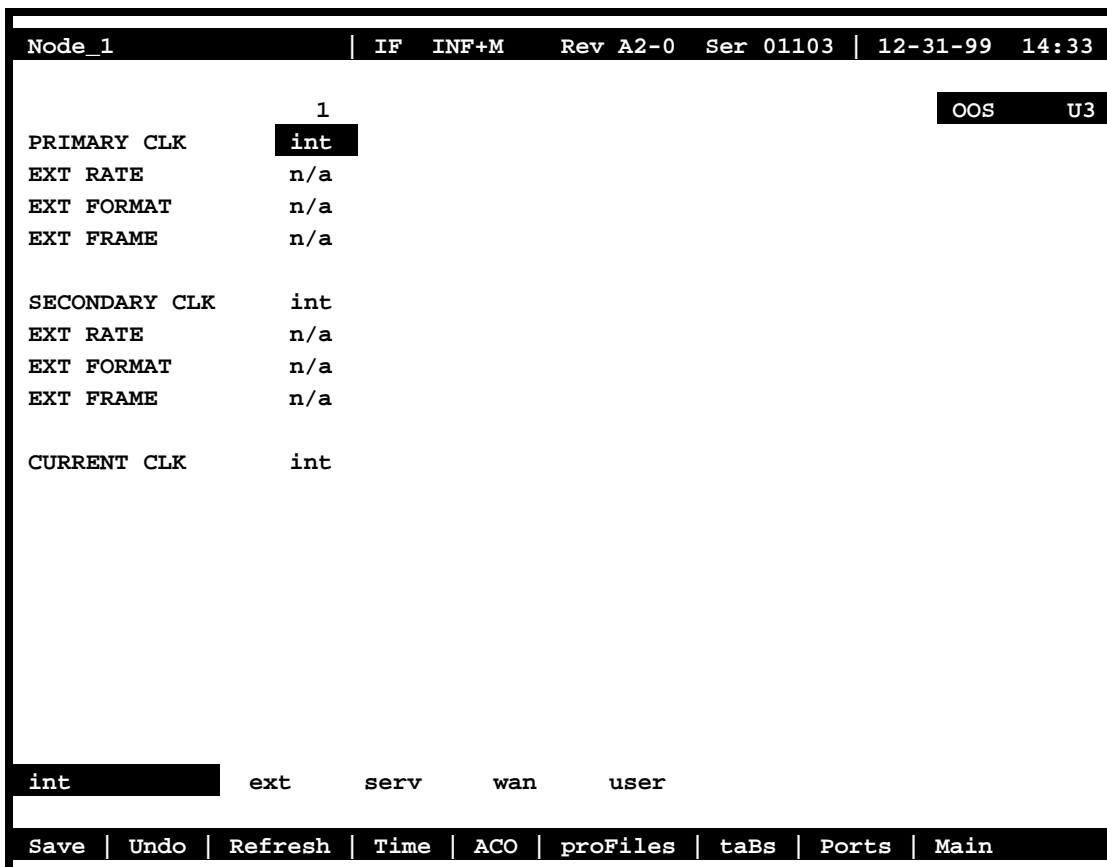 Node_1 | IF INF+M Rev A2-0 Ser 01103 | 12-31-99 14:33
1 OOS U3
PRIMARY CLK int
EXT RATE n/a
EXT FORMAT n/a
EXT FRAME n/a
SECONDARY CLK int
EXT RATE n/a
EXT FORMAT n/a
EXT FRAME n/a
CURRENT CLK int
int ext serv wan user
Save | Undo | Refresh | Time | ACO | proFiles | taBs | Ports | Main